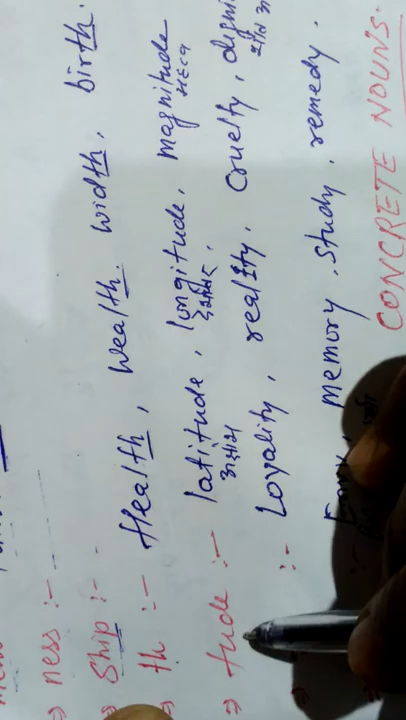 ⇒ ness :-
⇒ Ship :-
⇒ th :- Health, Wealth, width, birth.
⇒ tude :- latitude, longitude, magnitude
:- Loyality, reality, Cruelty,
:- memory, study, remedy.
CONCRETE NOUNS